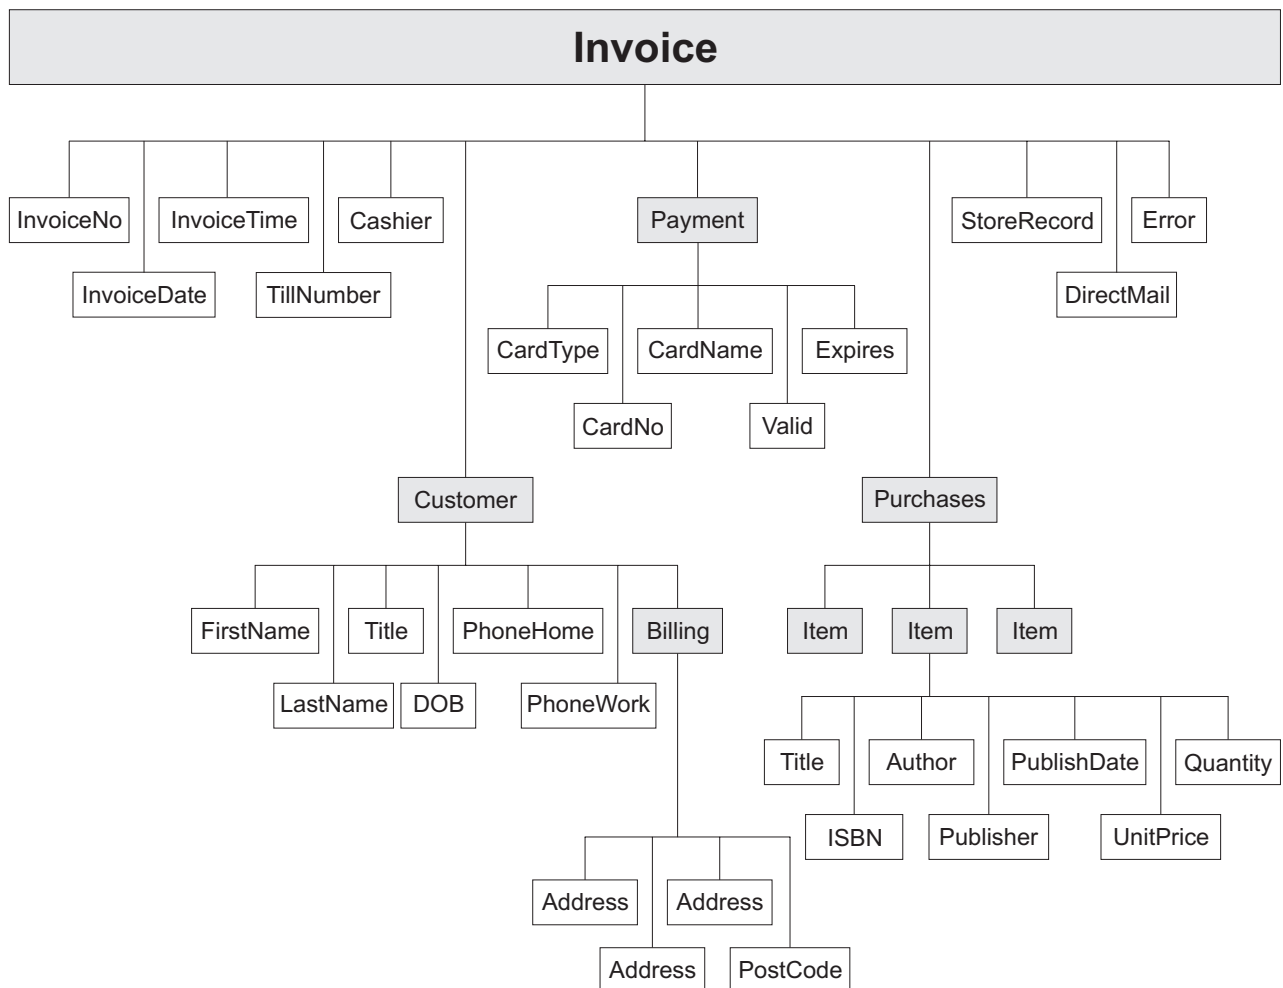 Invoice
InvoiceNo
InvoiceTime
Cashier
Payment
StoreRecord
Error
InvoiceDate
TillNumber
DirectMail
CardType
CardName
Expires
CardNo
Valid
Customer
Purchases
FirstName
Title
PhoneHome
Billing
Item
Item
Item
LastName
DOB
PhoneWork
Title
Author
PublishDate
Quantity
ISBN
Publisher
UnitPrice
Address
Address
Address
PostCode